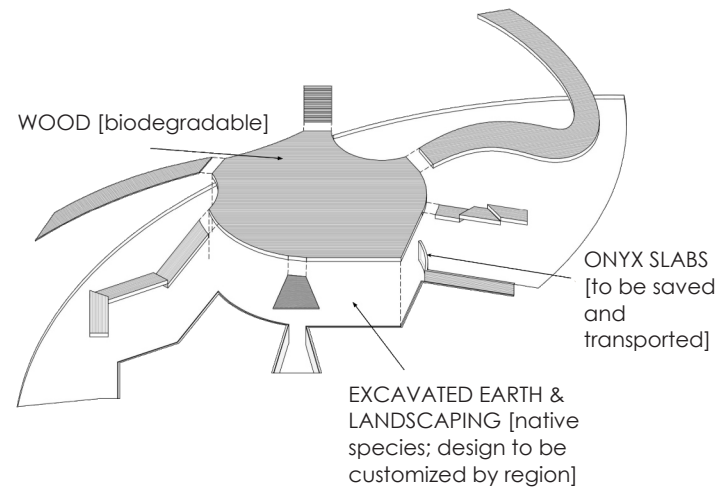 WOOD [biodegradable]
ONYX SLABS
[to be saved
and
transported]
EXCAVATED EARTH &
LANDSCAPING [native
species; design to be
customized by region]